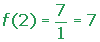 f(2) = 7/1 = 7